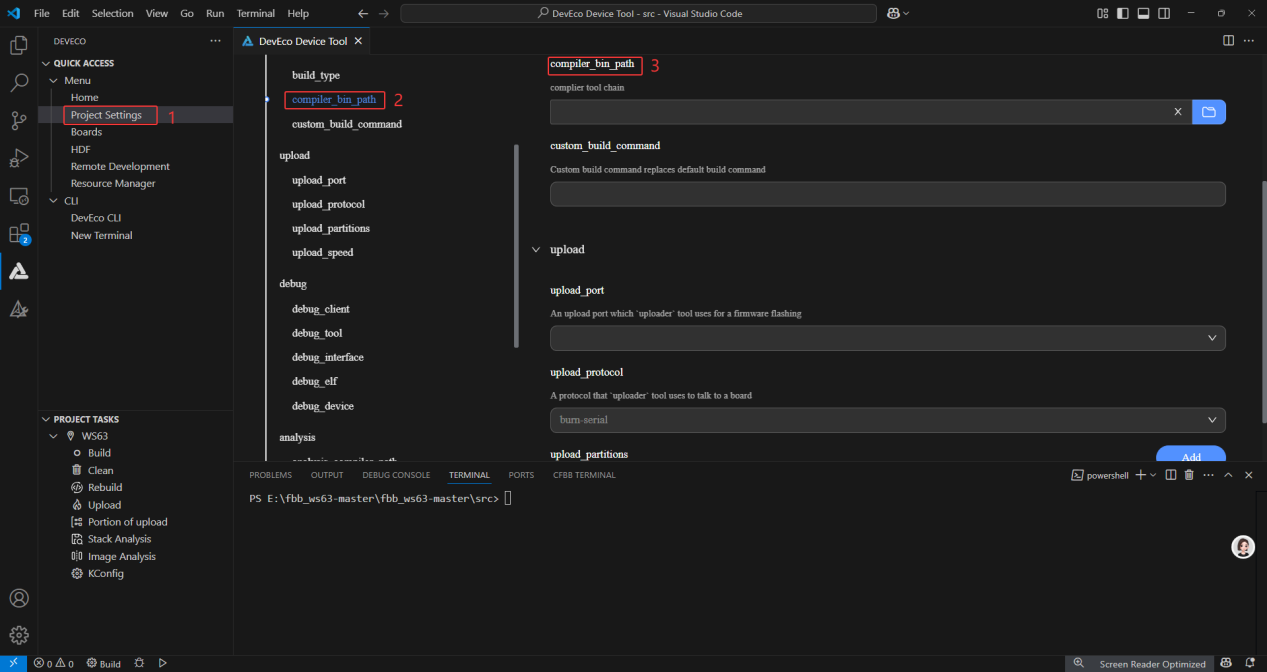 File Edit Selection View Go Run Terminal Help
DevEco Device Tool - src - Visual Studio Code
DEVECO
QUICK ACCESS
Menu
Home
Project Settings 1
Boards
HDF
Remote Development
Resource Manager
CLI
DevEco CLI
New Terminal
2
PROJECT TASKS
WS63
Build
Clean
Rebuild
Upload
Portion of upload
Stack Analysis
Image Analysis
KConfig
DevEco Device Tool
build_type
compiler_bin_path 2
custom_build_command
upload
upload_port
upload_protocol
upload_partitions
upload_speed
debug
debug_client
debug_tool
debug_interface
debug_elf
debug_device
analysis
analysis_compiler_path
compiler_bin_path 3
complier tool chain
custom_build_command
Custom build command replaces default build command
upload
upload_port
An upload port which `uploader` tool uses for a firmware flashing
upload_protocol
A protocol that `uploader` tool uses to talk to a board
burn-serial
upload_partitions
Add
PROBLEMS OUTPUT DEBUG CONSOLE TERMINAL PORTS CFBB TERMINAL
powershell
PS E:\fbb_ws63-master\fbb_ws63-master\src>
0 0 Build
Screen Reader Optimized